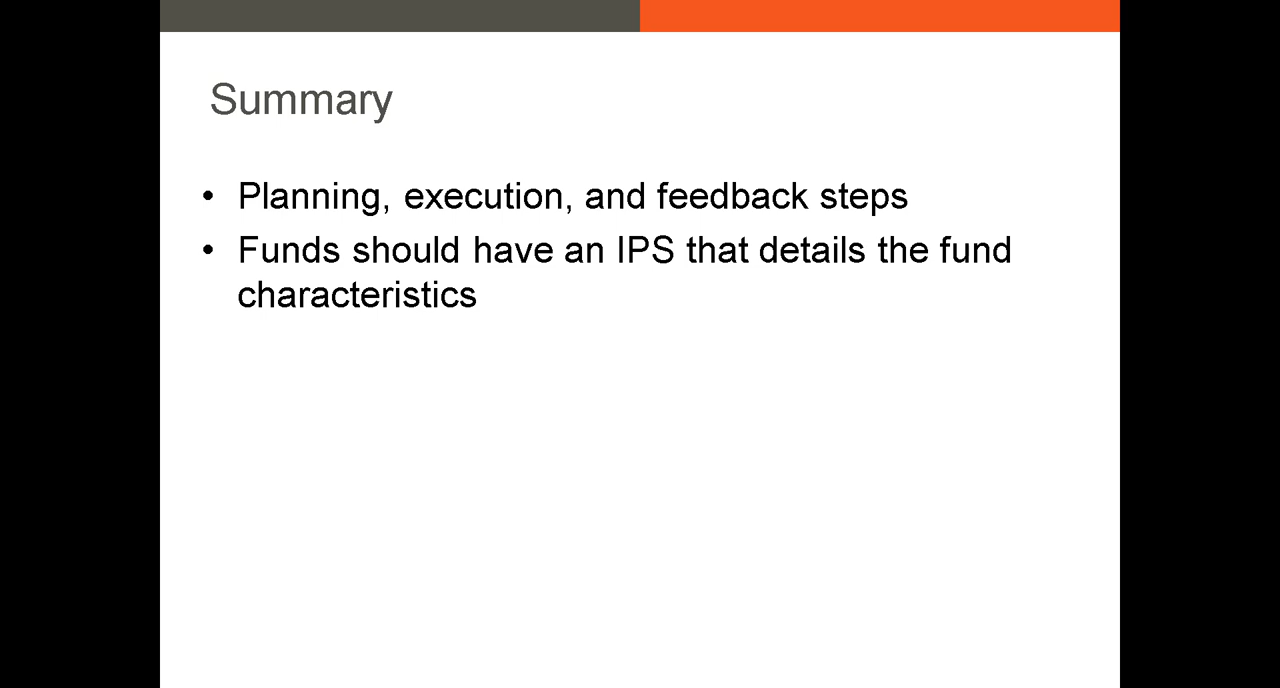 Summary
• Planning, execution, and feedback steps
• Funds should have an IPS that details the fund
characteristics